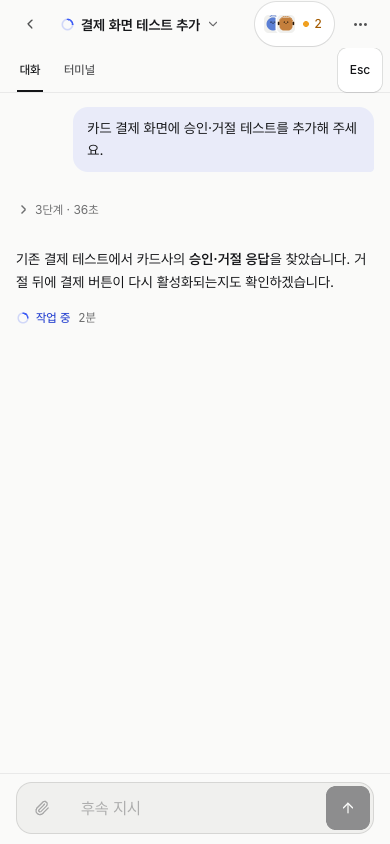 결제 화면 테스트 추가
2
대화
터미널
Esc
카드 결제 화면에 승인·거절 테스트를 추가해 주세
요.
3단계 · 36초
기존 결제 테스트에서 카드사의 승인·거절 응답을 찾았습니다. 거
절 뒤에 결제 버튼이 다시 활성화되는지도 확인하겠습니다.
작업 중 2분
후속 지시